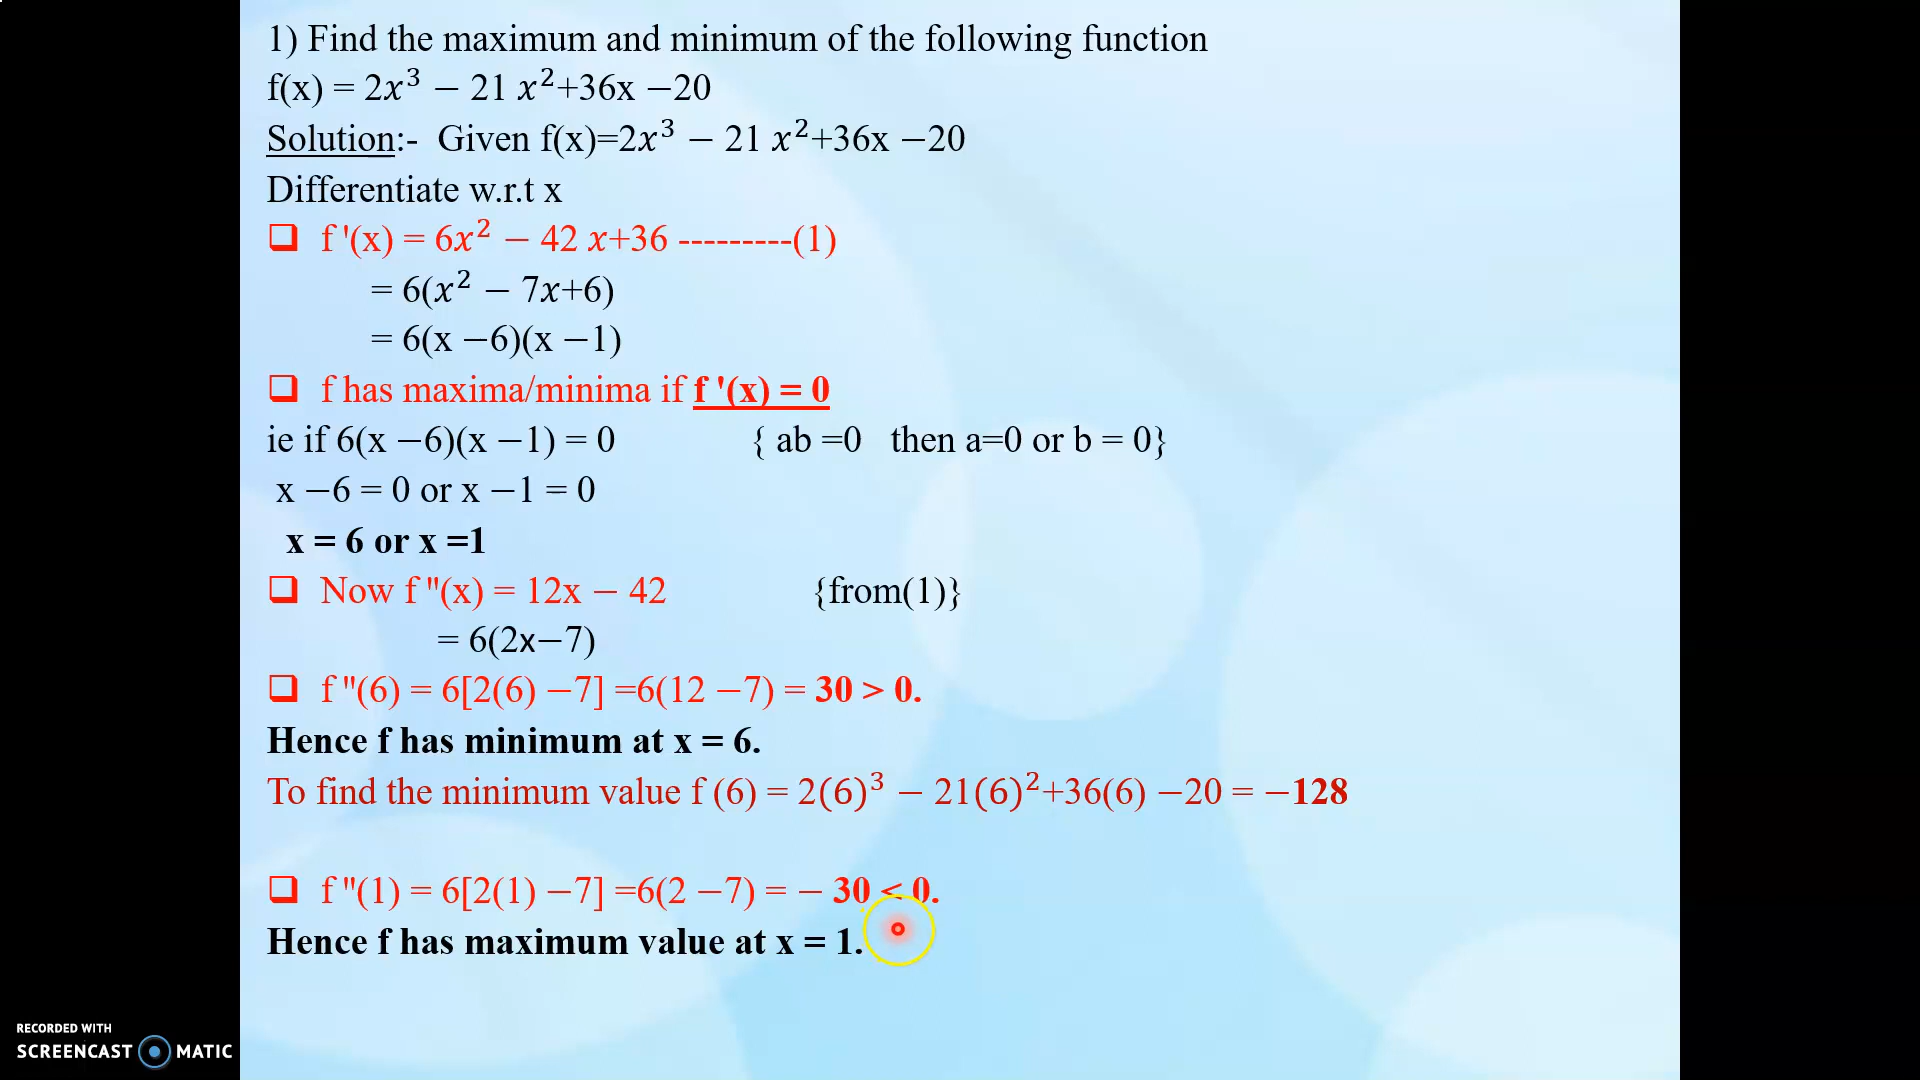 1) Find the maximum and minimum of the following function
f(x) = 2x³ − 21 x²+36x −20
Solution:- Given f(x)=2x³ − 21 x²+36x −20
Differentiate w.r.t x
❑ f '(x) = 6x² − 42 x+36 ---------(1)
= 6(x² − 7x+6)
= 6(x −6)(x −1)
❑ f has maxima/minima if f '(x) = 0
ie if 6(x −6)(x −1) = 0 { ab =0 then a=0 or b = 0}
x −6 = 0 or x −1 = 0
x = 6 or x =1
❑ Now f "(x) = 12x − 42 {from(1)}
= 6(2x−7)
❑ f "(6) = 6[2(6) −7] =6(12 −7) = 30 > 0.
Hence f has minimum at x = 6.
To find the minimum value f (6) = 2(6)³ − 21(6)²+36(6) −20 = −128
❑ f "(1) = 6[2(1) −7] =6(2 −7) = − 30 < 0.
Hence f has maximum value at x = 1.
RECORDED WITH
SCREENCAST MATIC